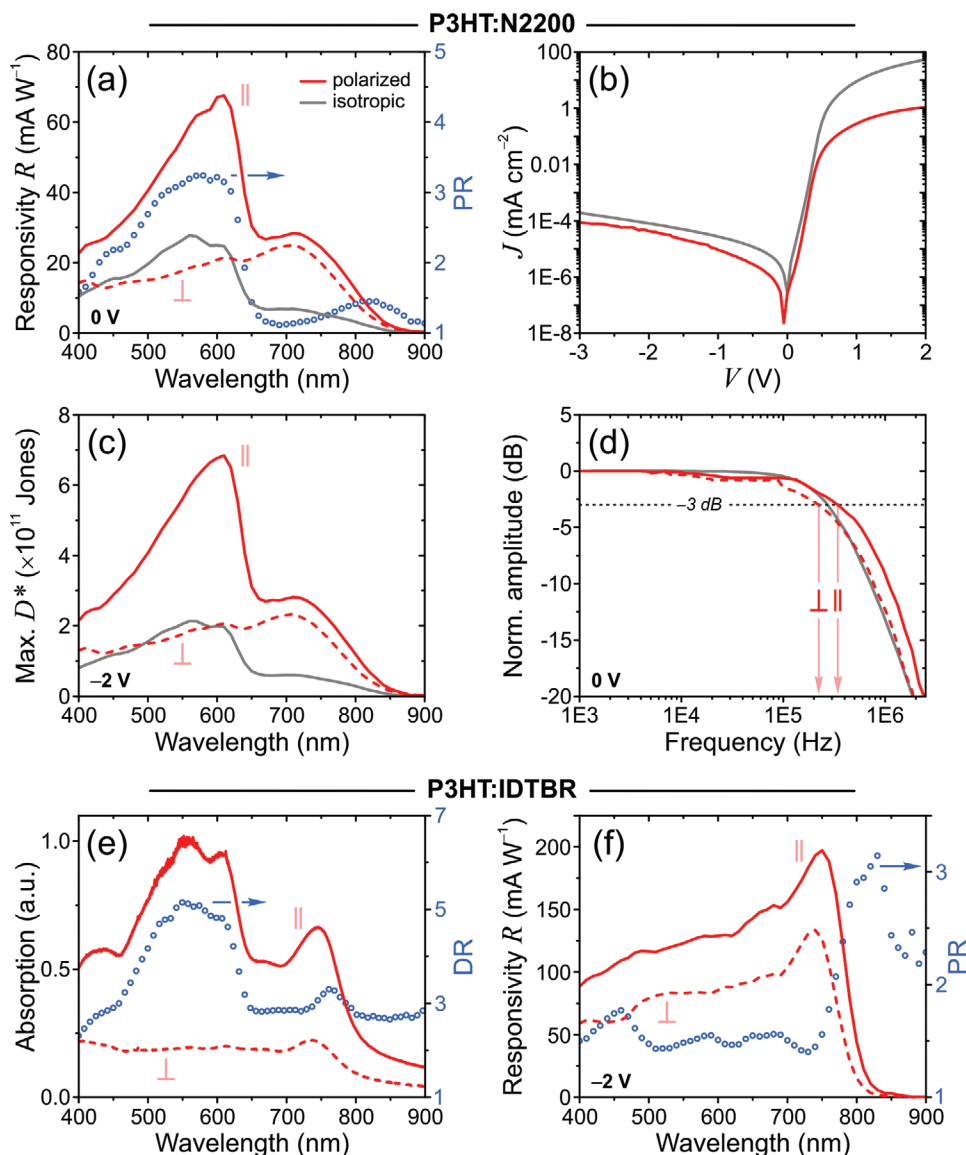 P3HT:N2200
(a)
polarized
isotropic
||
⊥
0 V
Responsivity R (mA W⁻¹)
80
60
40
20
0
PR
5
4
3
2
1
400 500 600 700 800 900
Wavelength (nm)
(b)
J (mA cm⁻²)
100
1
0.01
1E-4
1E-6
1E-8
-3 -2 -1 0 1 2
V (V)
(c)
||
⊥
–2 V
Max. D* (×10¹¹ Jones)
8
6
4
2
0
400 500 600 700 800 900
Wavelength (nm)
(d)
–3 dB
⊥ ||
0 V
Norm. amplitude (dB)
5
0
-5
-10
-15
-20
1E3 1E4 1E5 1E6
Frequency (Hz)
P3HT:IDTBR
(e)
||
⊥
Absorption (a.u.)
1.0
0.5
0.0
DR
7
5
3
1
400 500 600 700 800 900
Wavelength (nm)
(f)
||
⊥
–2 V
Responsivity R (mA W⁻¹)
200
150
100
50
0
PR
3
2
1
400 500 600 700 800 900
Wavelength (nm)